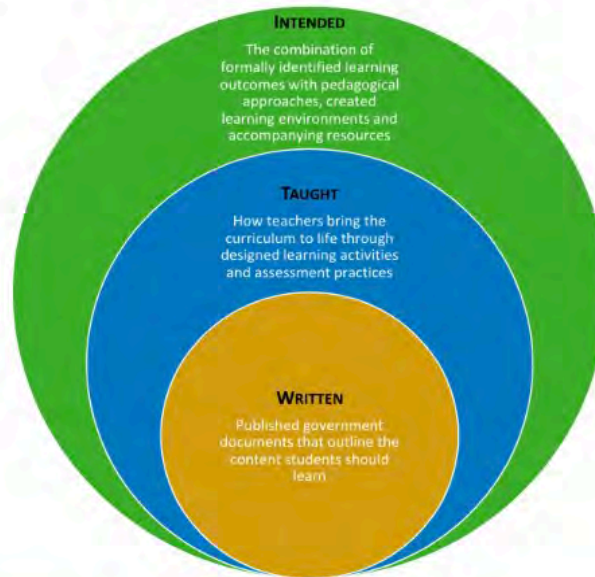 INTENDED
The combination of
formally identified learning
outcomes with pedagogical
approaches, created
learning environments and
accompanying resources
TAUGHT
How teachers bring the
curriculum to life through
designed learning activities
and assessment practices
WRITTEN
Published government
documents that outline the
content students should
learn